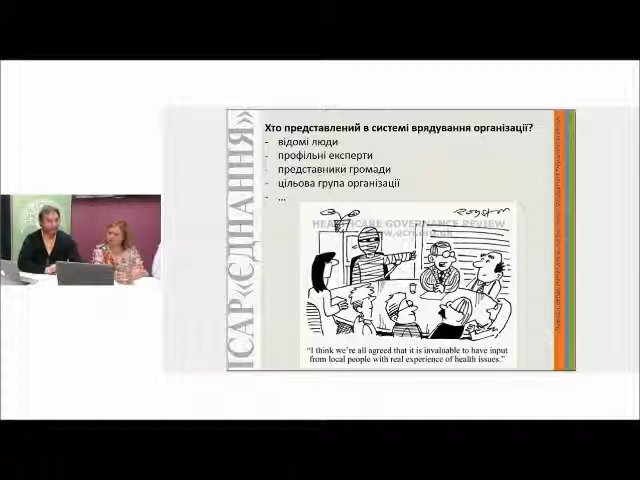 Хто представлений в системі врядування організації?
- відомі люди
- профільні експерти
- представники громади
- цільова група організації
- ...
ІСАР«ЄДНАННЯ»
HEALTHCARE GOVERNANCE REVIEW
"I think we're all agreed that it is invaluable to have input
from local people with real experience of health issues."